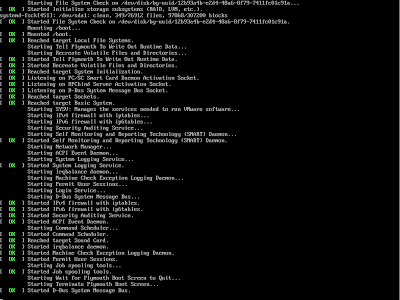 Starting File System Check on /dev/disk/by-uuid/12b93a4b-e2d4-48a6-8f79-7411fc01c91a...
[ OK ] Started Initialize storage subsystems (RAID, LVM, etc.).
systemd-fsck[451]: /dev/sda1: clean, 349/76912 files, 97868/307200 blocks
[ OK ] Started File System Check on /dev/disk/by-uuid/12b93a4b-e2d4-48a6-8f79-7411fc01c91a.
Mounting /boot...
[ OK ] Mounted /boot.
[ OK ] Reached target Local File Systems.
Starting Tell Plymouth To Write Out Runtime Data...
Starting Recreate Volatile Files and Directories...
[ OK ] Started Tell Plymouth To Write Out Runtime Data.
[ OK ] Started Recreate Volatile Files and Directories.
[ OK ] Reached target System Initialization.
[ OK ] Listening on PC/SC Smart Card Daemon Activation Socket.
[ OK ] Listening on RPCbind Server Activation Socket.
[ OK ] Listening on D-Bus System Message Bus Socket.
[ OK ] Reached target Sockets.
[ OK ] Reached target Basic System.
Starting SYSV: Manages the services needed to run VMware software...
Starting IPv4 firewall with iptables...
Starting IPv6 firewall with ip6tables...
Starting Security Auditing Service...
Starting Self Monitoring and Reporting Technology (SMART) Daemon...
[ OK ] Started Self Monitoring and Reporting Technology (SMART) Daemon.
Starting Network Manager...
Starting ACPI Event Daemon...
Starting System Logging Service...
[ OK ] Started System Logging Service.
Starting irqbalance daemon...
Starting Machine Check Exception Logging Daemon...
Starting Permit User Sessions...
Starting Login Service...
Starting D-Bus System Message Bus...
[ OK ] Started IPv4 firewall with iptables.
[ OK ] Started IPv6 firewall with ip6tables.
[ OK ] Started Security Auditing Service.
[ OK ] Started ACPI Event Daemon.
Starting Command Scheduler...
[ OK ] Started Command Scheduler.
[ OK ] Reached target Sound Card.
[ OK ] Started irqbalance daemon.
[ OK ] Started Machine Check Exception Logging Daemon.
[ OK ] Started Permit User Sessions.
Starting Job spooling tools...
[ OK ] Started Job spooling tools.
Starting Wait for Plymouth Boot Screen to Quit...
Starting Terminate Plymouth Boot Screen...
[ OK ] Started D-Bus System Message Bus.